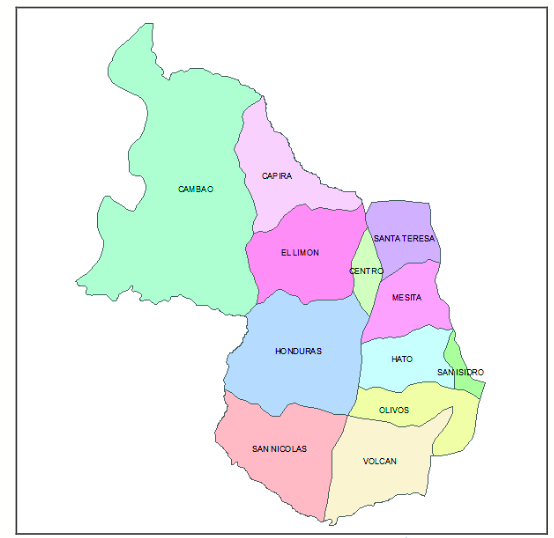 CAPIRA
CAMBAO
SANTA TERESA
EL LIMON
CENTRO
MESITA
HONDURAS
HATO
SAN ISIDRO
OLIVOS
SAN NICOLAS
VOLCAN